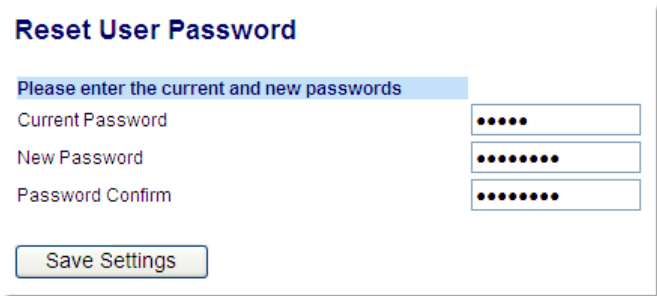 Reset User Password
Please enter the current and new passwords
Current Password •••••
New Password ••••••••
Password Confirm ••••••••
Save Settings